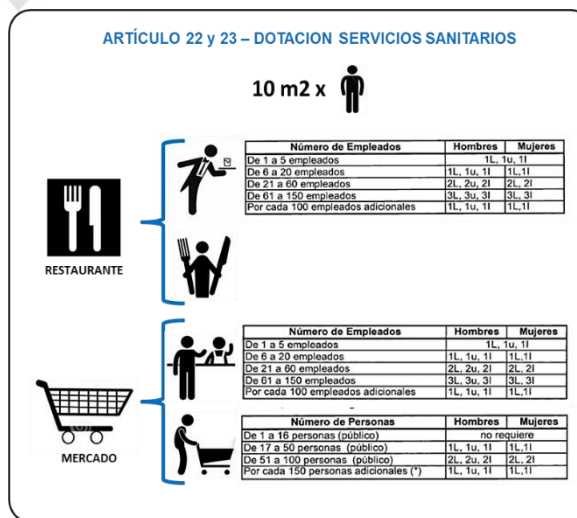 ARTÍCULO 22 y 23 – DOTACION SERVICIOS SANITARIOS
10 m2 x
Número de Empleados Hombres Mujeres
De 1 a 5 empleados 1L, 1u, 1I
De 6 a 20 empleados 1L, 1u, 1I 1L,1I
De 21 a 60 empleados 2L, 2u, 2I 2L, 2I
De 61 a 150 empleados 3L, 3u, 3I 3L, 3I
Por cada 100 empleados adicionales 1L, 1u, 1I 1L,1I
RESTAURANTE
Número de Empleados Hombres Mujeres
De 1 a 5 empleados 1L, 1u, 1I
De 6 a 20 empleados 1L, 1u, 1I 1L,1I
De 21 a 60 empleados 2L, 2u, 2I 2L, 2I
De 61 a 150 empleados 3L, 3u, 3I 3L, 3I
Por cada 100 empleados adicionales 1L, 1u, 1I 1L,1I
Número de Personas Hombres Mujeres
De 1 a 16 personas (público) no requiere
De 17 a 50 personas (público) 1L, 1u, 1I 1L,1I
De 51 a 100 personas (público) 2L, 2u, 2I 2L, 2I
Por cada 150 personas adicionales (*) 1L, 1u, 1I 1L,1I
MERCADO